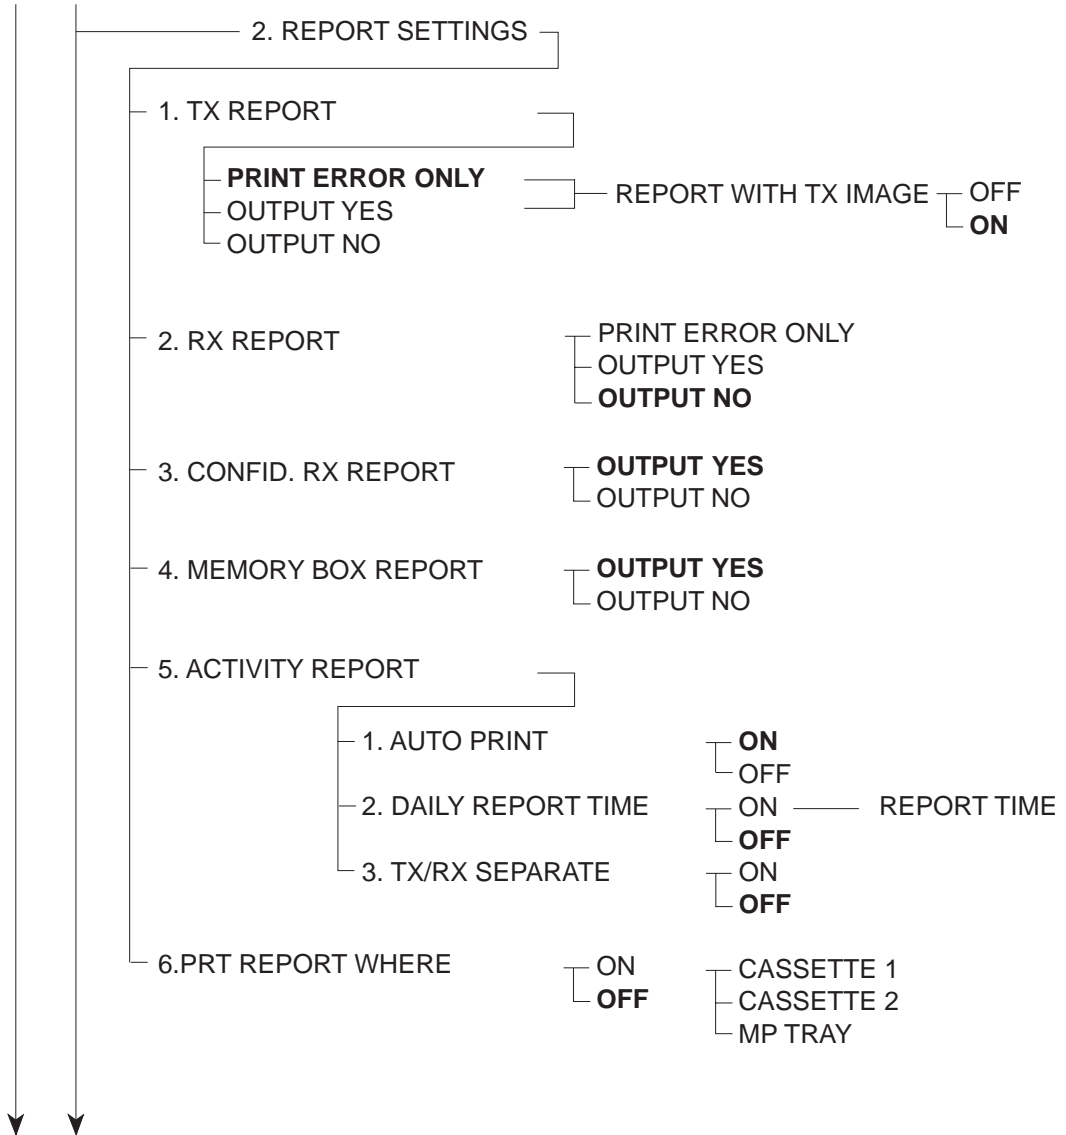 2. REPORT SETTINGS
1. TX REPORT
PRINT ERROR ONLY
OUTPUT YES
OUTPUT NO
REPORT WITH TX IMAGE
OFF
ON
2. RX REPORT
PRINT ERROR ONLY
OUTPUT YES
OUTPUT NO
3. CONFID. RX REPORT
OUTPUT YES
OUTPUT NO
4. MEMORY BOX REPORT
OUTPUT YES
OUTPUT NO
5. ACTIVITY REPORT
1. AUTO PRINT
ON
OFF
2. DAILY REPORT TIME
ON
REPORT TIME
OFF
3. TX/RX SEPARATE
ON
OFF
6.PRT REPORT WHERE
ON
OFF
CASSETTE 1
CASSETTE 2
MP TRAY